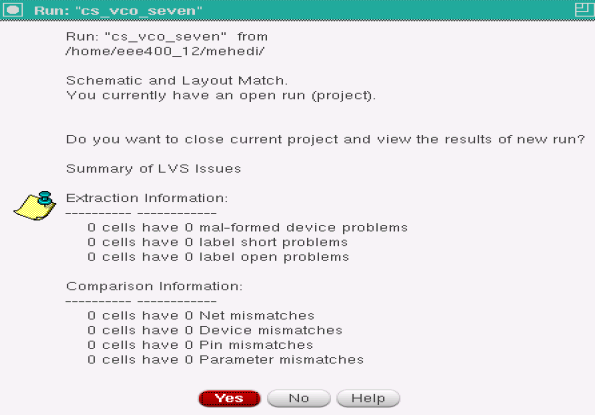 Run: "cs_vco_seven"
Run: "cs_vco_seven" from
/home/eee400_12/mehedi/
Schematic and Layout Match.
You currently have an open run (project).
Do you want to close current project and view the results of new run?
Summary of LVS Issues
Extraction Information:
---------- ------------
0 cells have 0 mal-formed device problems
0 cells have 0 label short problems
0 cells have 0 label open problems
Comparison Information:
---------- ------------
0 cells have 0 Net mismatches
0 cells have 0 Device mismatches
0 cells have 0 Pin mismatches
0 cells have 0 Parameter mismatches
Yes No Help